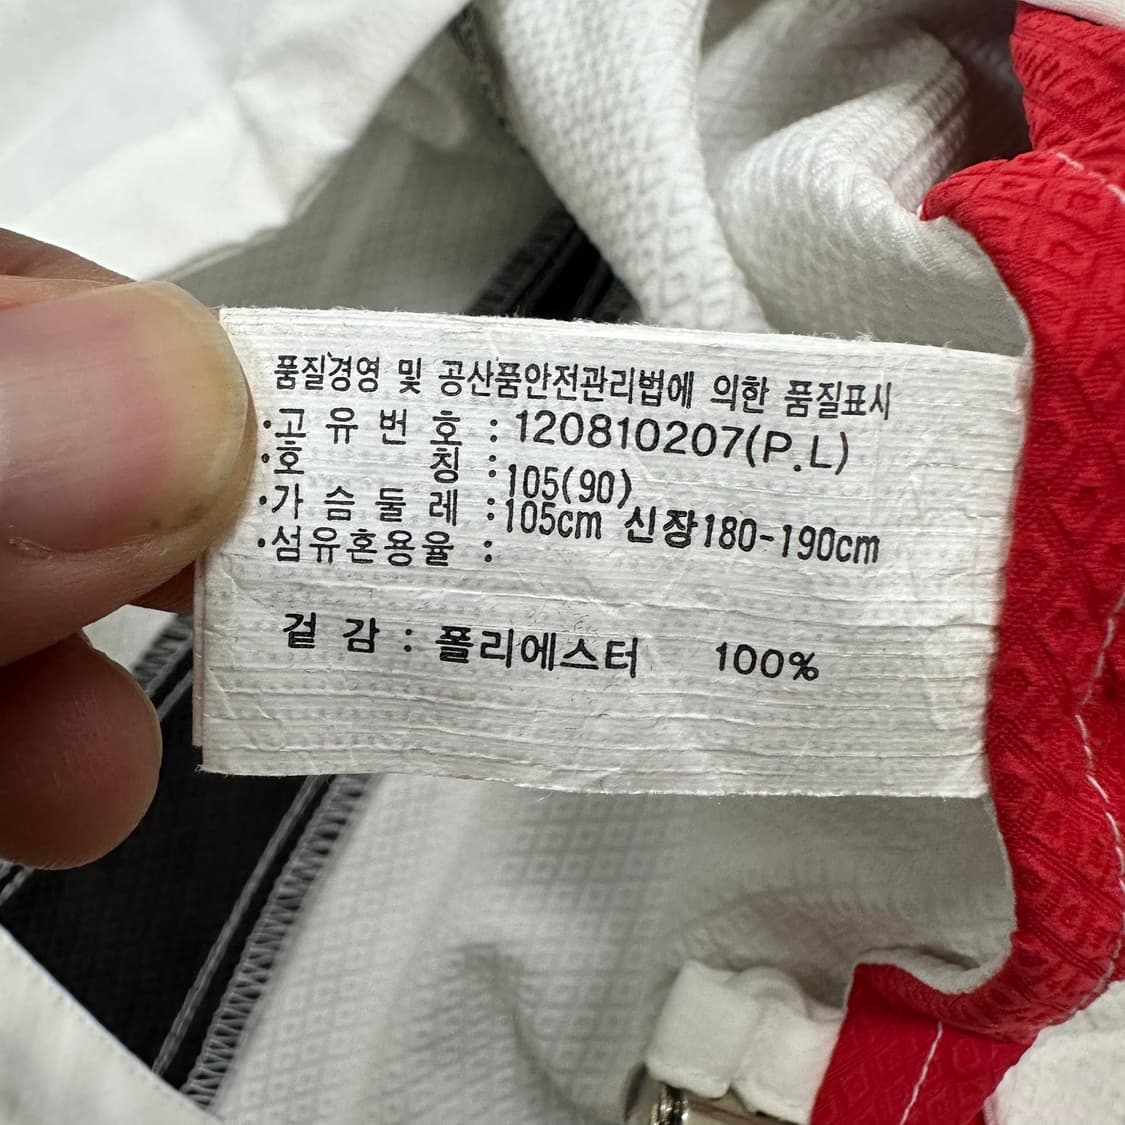 품질경영 및 공산품안전관리법에 의한 품질표시
·고 유 번 호 : 120810207(P.L)
·호 칭 : 105(90)
·가 슴 둘 레 : 105cm 신장180-190cm
·섬유혼용율 :
겉 감 : 폴리에스터 100%